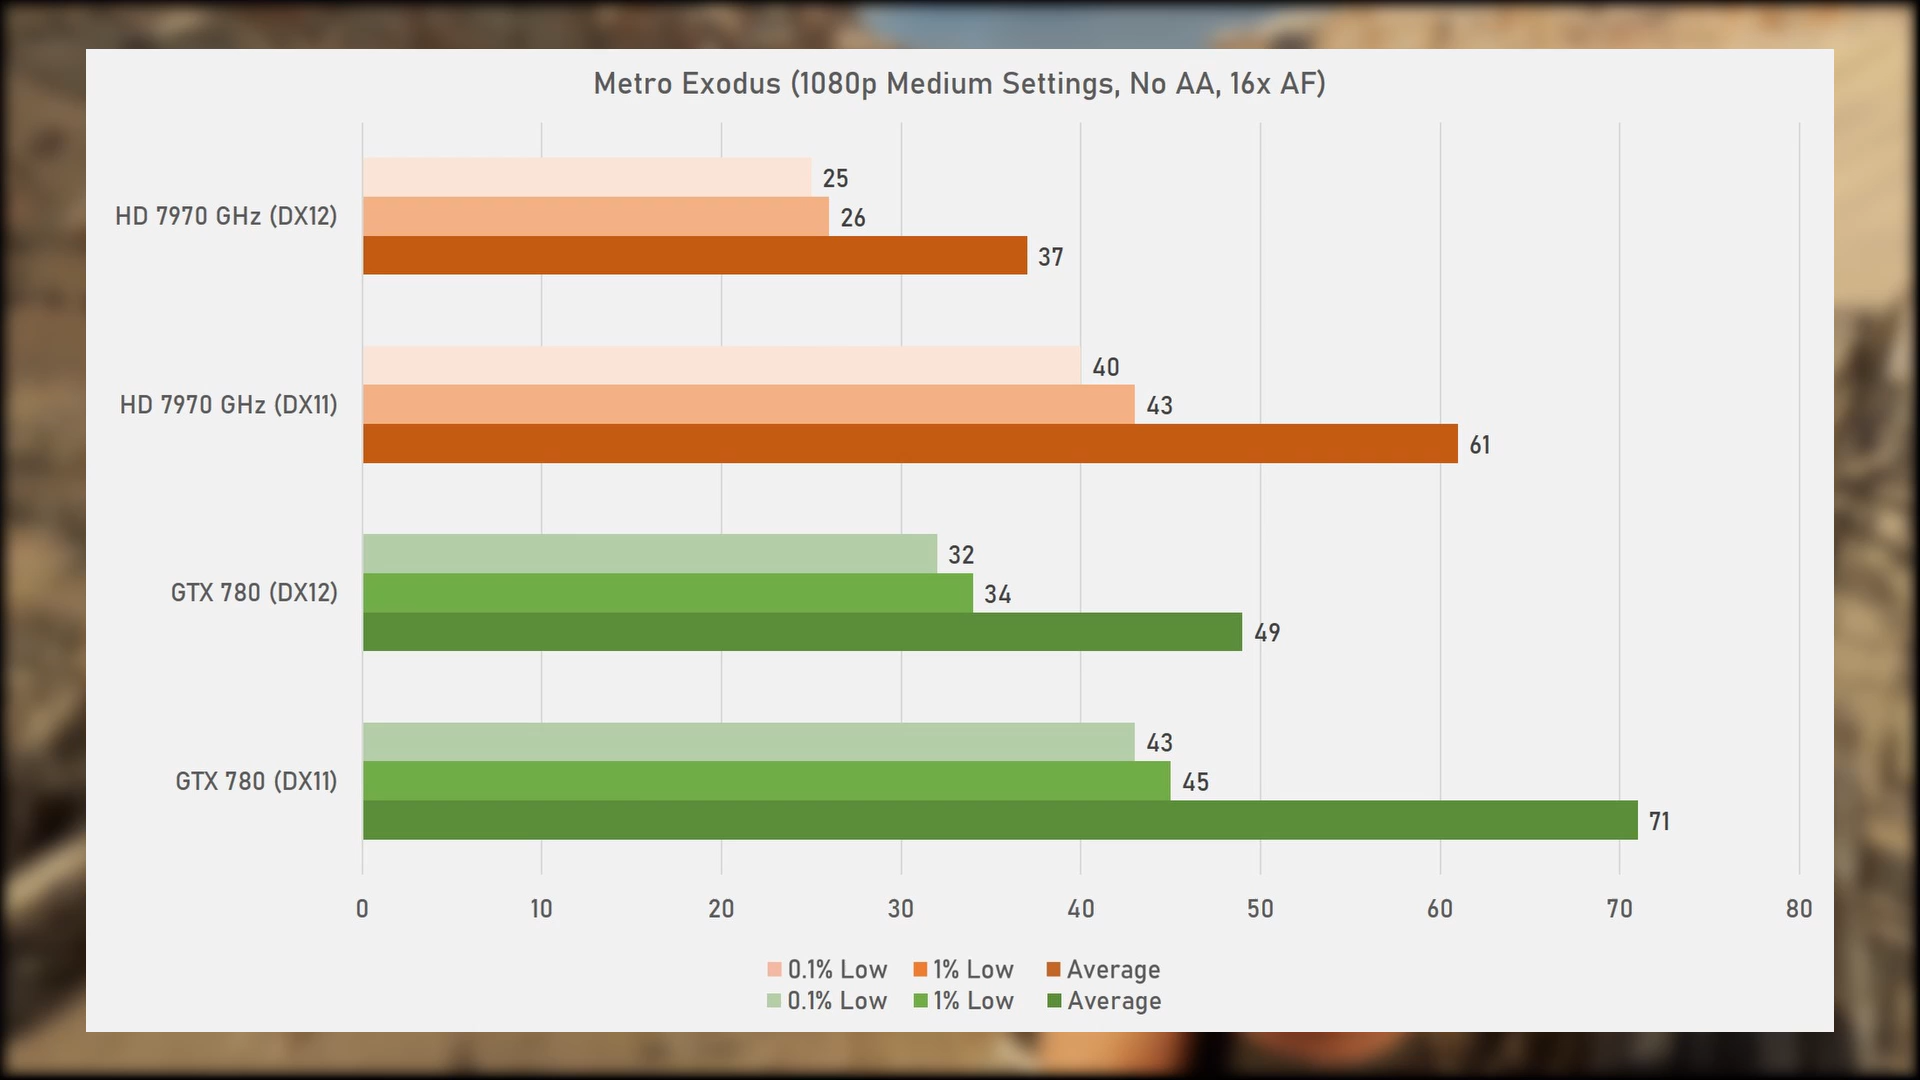 Metro Exodus (1080p Medium Settings, No AA, 16x AF)
HD 7970 GHz (DX12)
25
26
37
HD 7970 GHz (DX11)
40
43
61
GTX 780 (DX12)
32
34
49
GTX 780 (DX11)
43
45
71
0 10 20 30 40 50 60 70 80
0.1% Low 1% Low Average
0.1% Low 1% Low Average